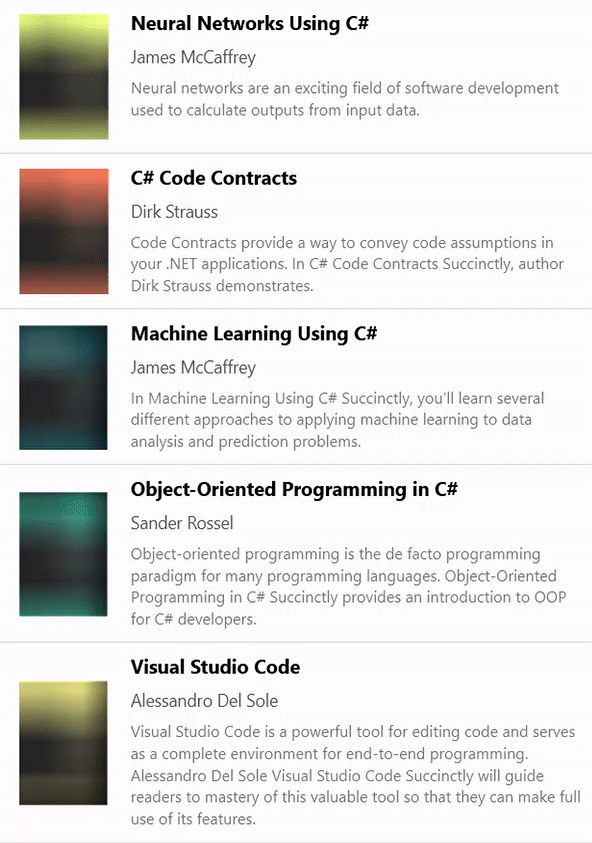 Neural Networks Using C#
James McCaffrey
Neural networks are an exciting field of software development
used to calculate outputs from input data.
C# Code Contracts
Dirk Strauss
Code Contracts provide a way to convey code assumptions in
your .NET applications. In C# Code Contracts Succinctly, author
Dirk Strauss demonstrates.
Machine Learning Using C#
James McCaffrey
In Machine Learning Using C# Succinctly, you’ll learn several
different approaches to applying machine learning to data
analysis and prediction problems.
Object-Oriented Programming in C#
Sander Rossel
Object-oriented programming is the de facto programming
paradigm for many programming languages. Object-Oriented
Programming in C# Succinctly provides an introduction to OOP
for C# developers.
Visual Studio Code
Alessandro Del Sole
Visual Studio Code is a powerful tool for editing code and serves
as a complete environment for end-to-end programming.
Alessandro Del Sole Visual Studio Code Succinctly will guide
readers to mastery of this valuable tool so that they can make full
use of its features.